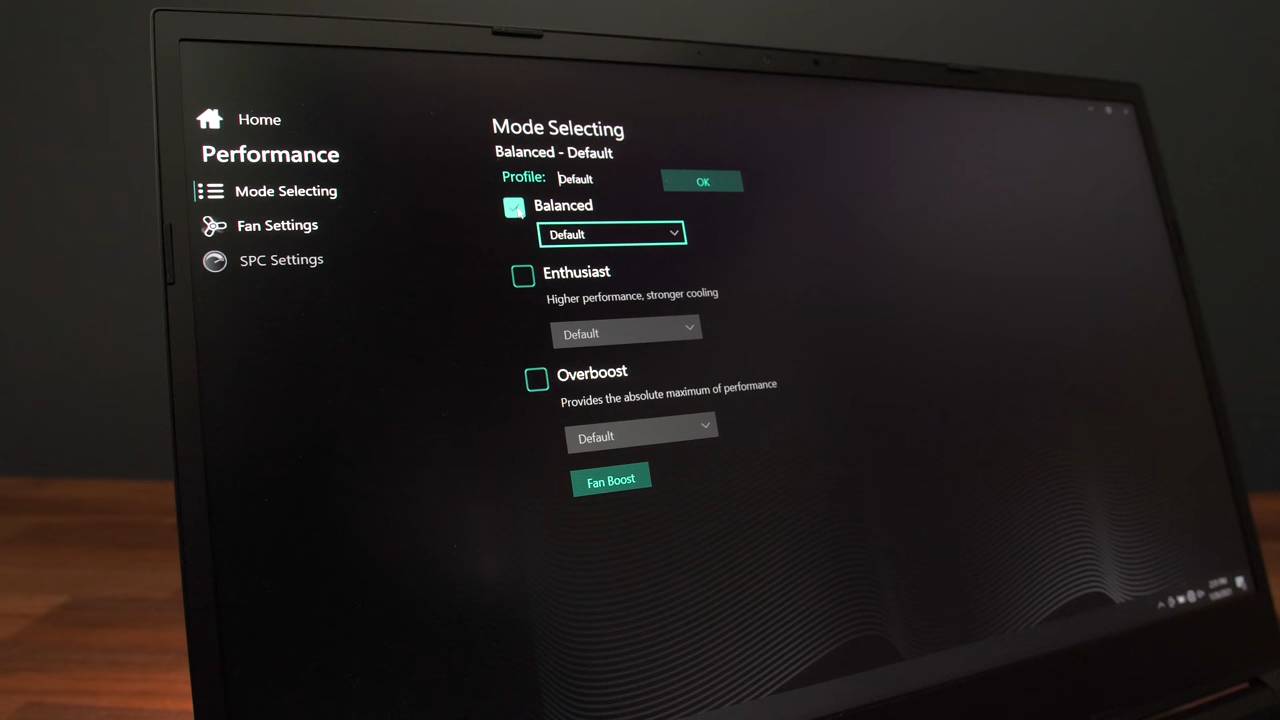 Home
Performance
Mode Selecting
Fan Settings
SPC Settings
Mode Selecting
Balanced - Default
Profile: Default
OK
Balanced
Default
Enthusiast
Higher performance, stronger cooling
Default
Overboost
Provides the absolute maximum of performance
Default
Fan Boost